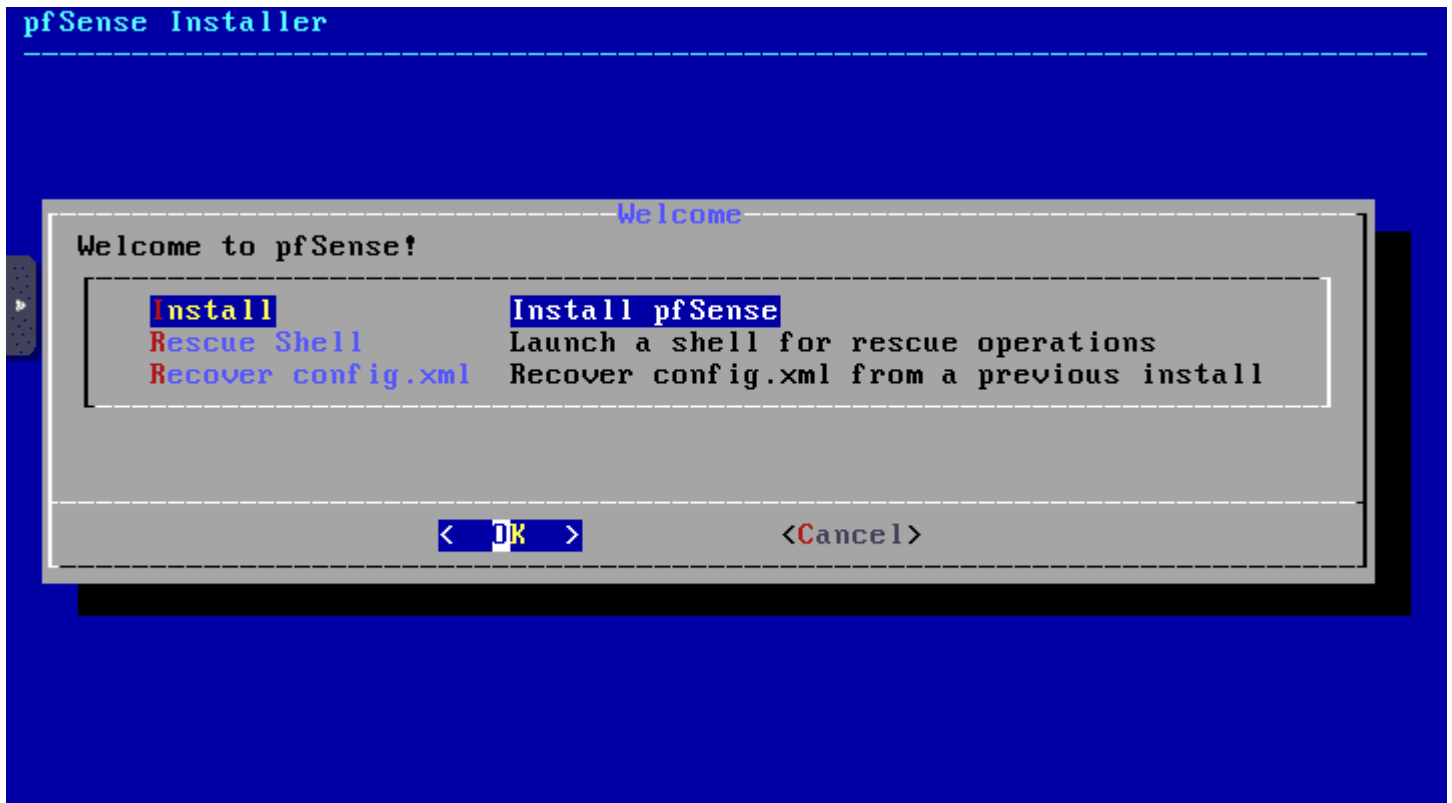 pfSense Installer
Welcome
Welcome to pfSense!
Install Install pfSense
Rescue Shell Launch a shell for rescue operations
Recover config.xml Recover config.xml from a previous install
< OK > <Cancel>